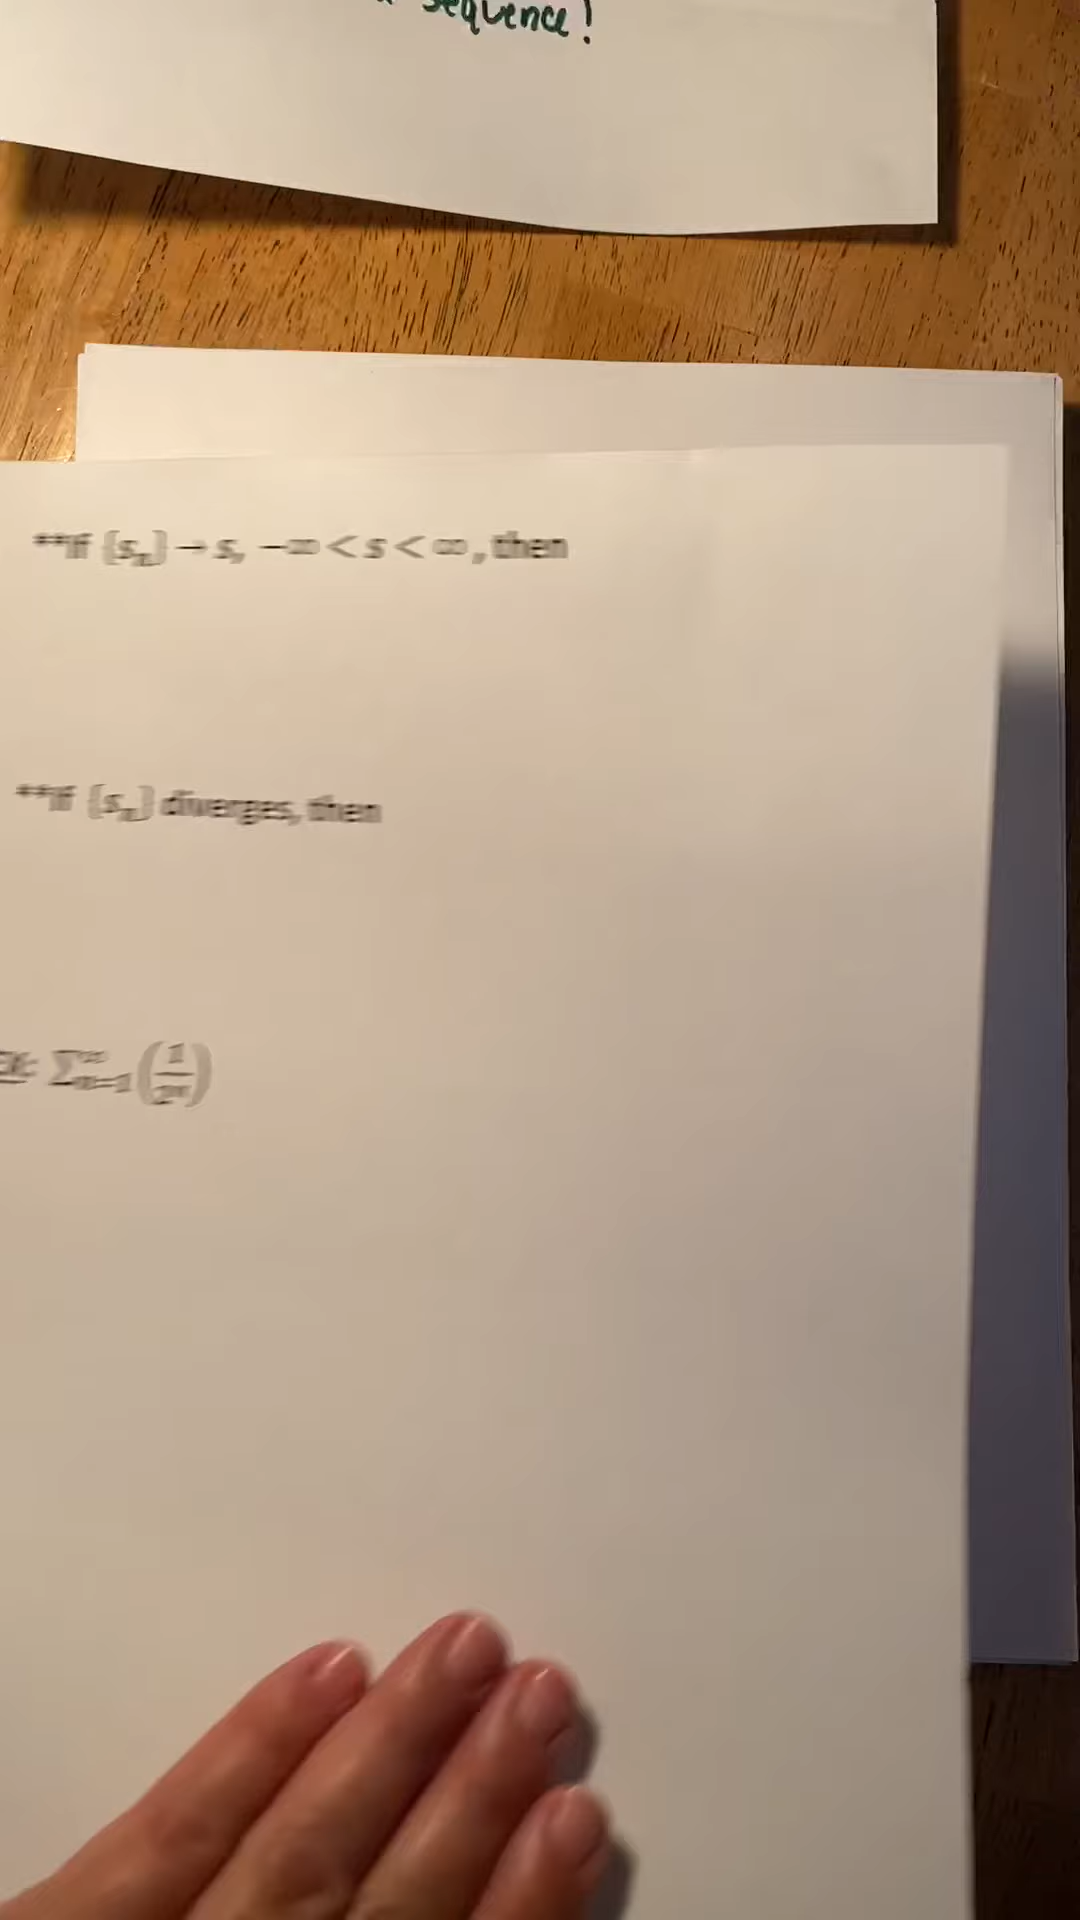 sequence!
**If {sₙ} → s, −∞ < s < ∞, then
**If {sₙ} diverges, then
Ex: ∑ₙ₌₁^∞ (1/2ⁿ)